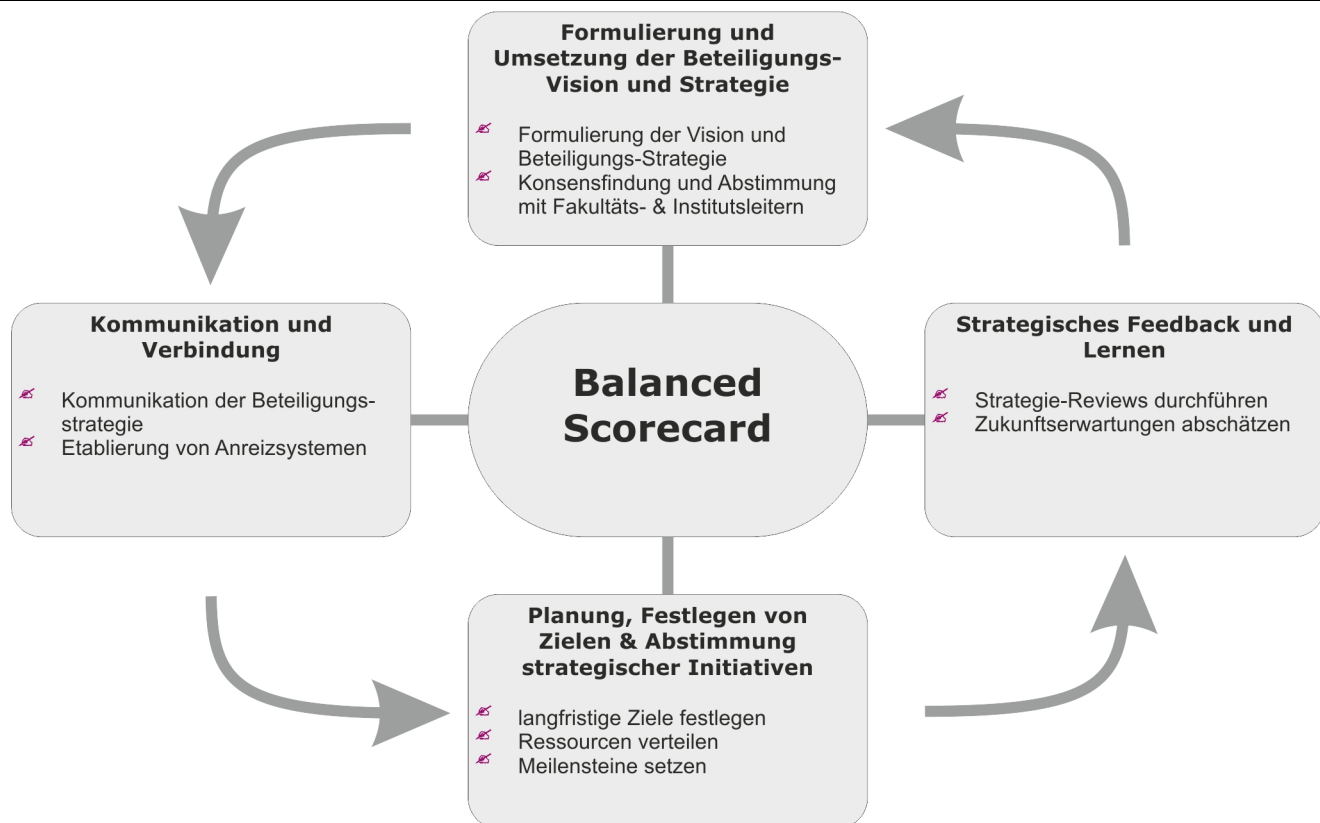 Formulierung und
Umsetzung der Beteiligungs-
Vision und Strategie
Formulierung der Vision und
Beteiligungs-Strategie
Konsensfindung und Abstimmung
mit Fakultäts- & Institutsleitern
Kommunikation und
Verbindung
Kommunikation der Beteiligungs-
strategie
Etablierung von Anreizsystemen
Balanced
Scorecard
Strategisches Feedback und
Lernen
Strategie-Reviews durchführen
Zukunftserwartungen abschätzen
Planung, Festlegen von
Zielen & Abstimmung
strategischer Initiativen
langfristige Ziele festlegen
Ressourcen verteilen
Meilensteine setzen